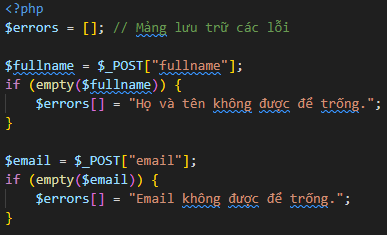 <?php
$errors = []; // Mảng lưu trữ các lỗi
$fullname = $_POST["fullname"];
if (empty($fullname)) {
$errors[] = "Họ và tên không được để trống.";
}
$email = $_POST["email"];
if (empty($email)) {
$errors[] = "Email không được để trống.";
}